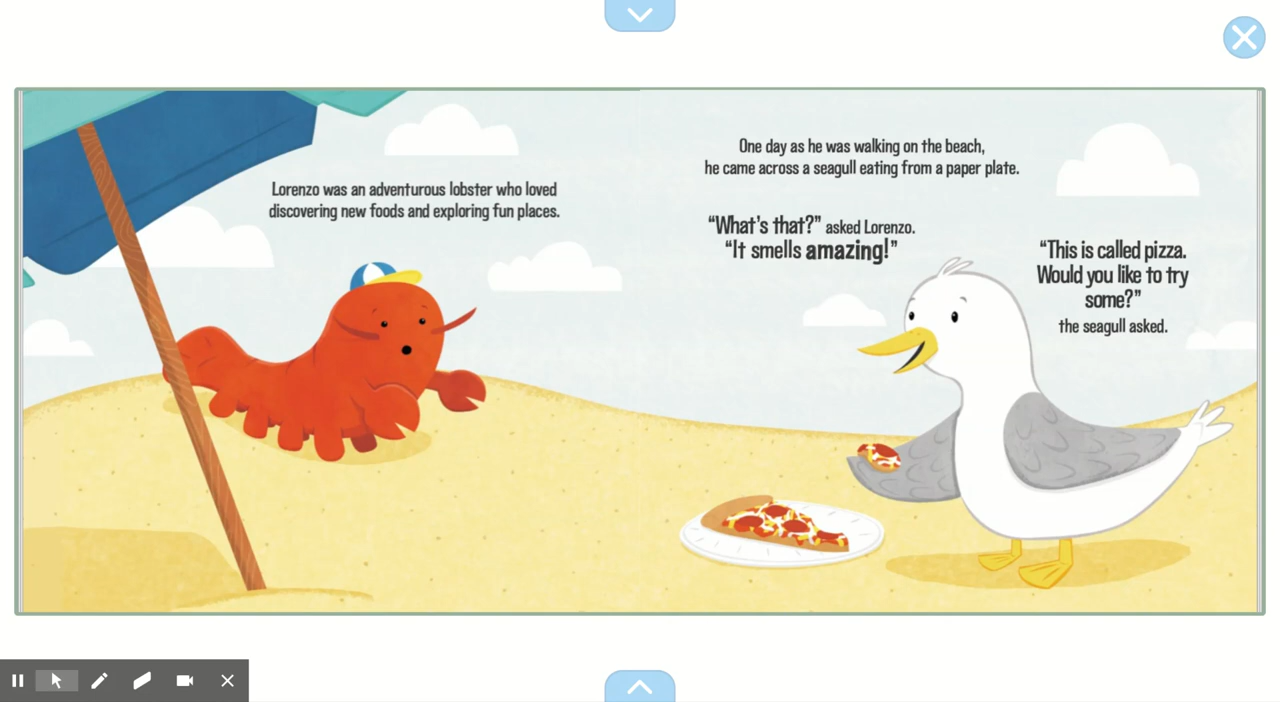 Lorenzo was an adventurous lobster who loved
discovering new foods and exploring fun places.
One day as he was walking on the beach,
he came across a seagull eating from a paper plate.
“What’s that?” asked Lorenzo.
“It smells amazing!”
“This is called pizza.
Would you like to try
some?”
the seagull asked.